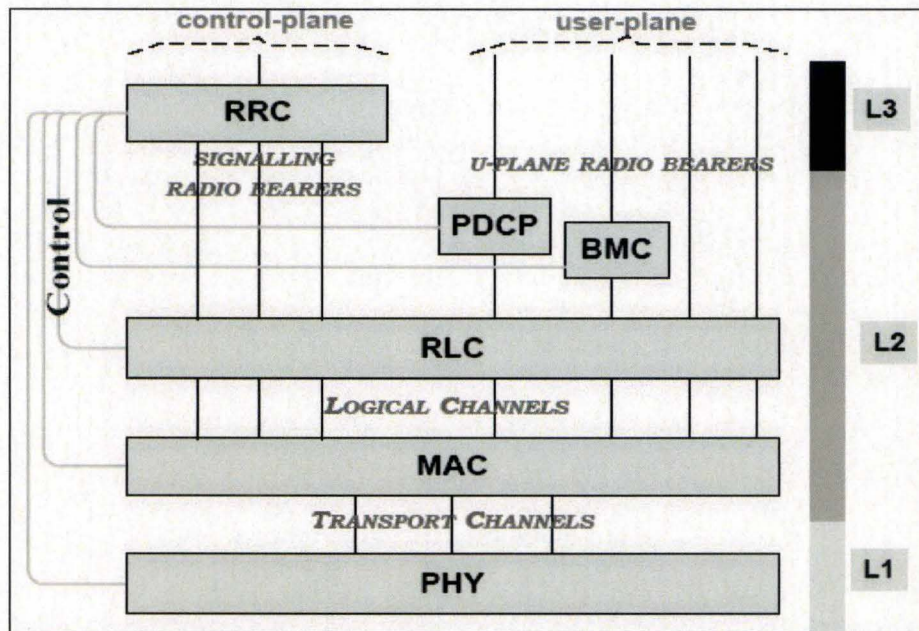 control-plane
user-plane
RRC
L3
SIGNALLING
RADIO BEARERS
U-PLANE RADIO BEARERS
Control
PDCP
BMC
RLC
L2
LOGICAL CHANNELS
MAC
TRANSPORT CHANNELS
PHY
L1